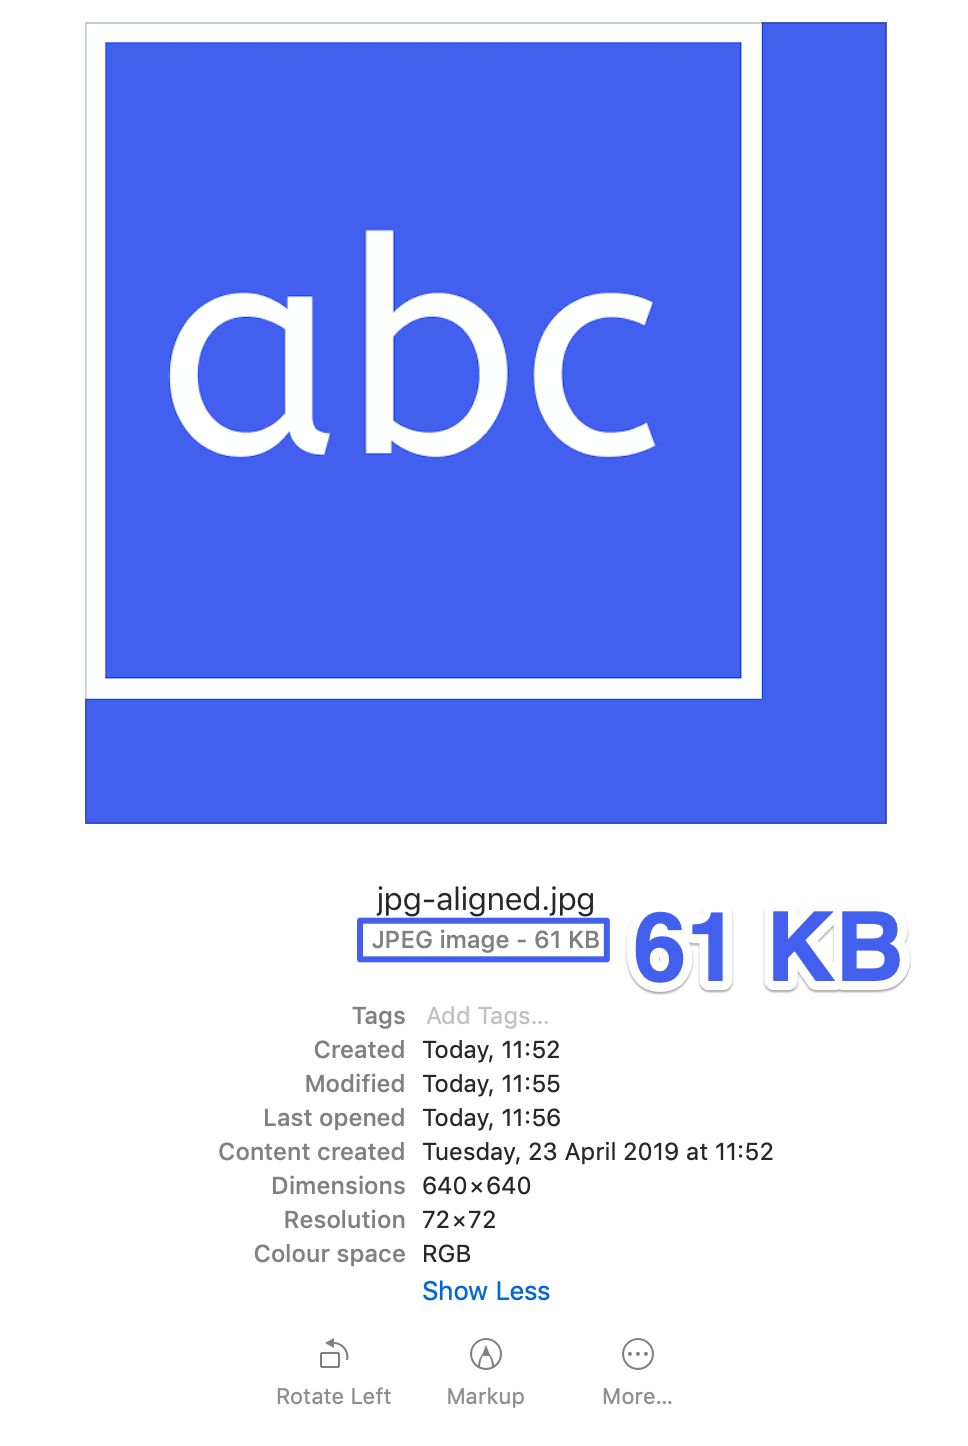 abc
jpg-aligned.jpg
JPEG image - 61 KB
61 KB
Tags Add Tags...
Created Today, 11:52
Modified Today, 11:55
Last opened Today, 11:56
Content created Tuesday, 23 April 2019 at 11:52
Dimensions 640×640
Resolution 72×72
Colour space RGB
Show Less
Rotate Left Markup More...